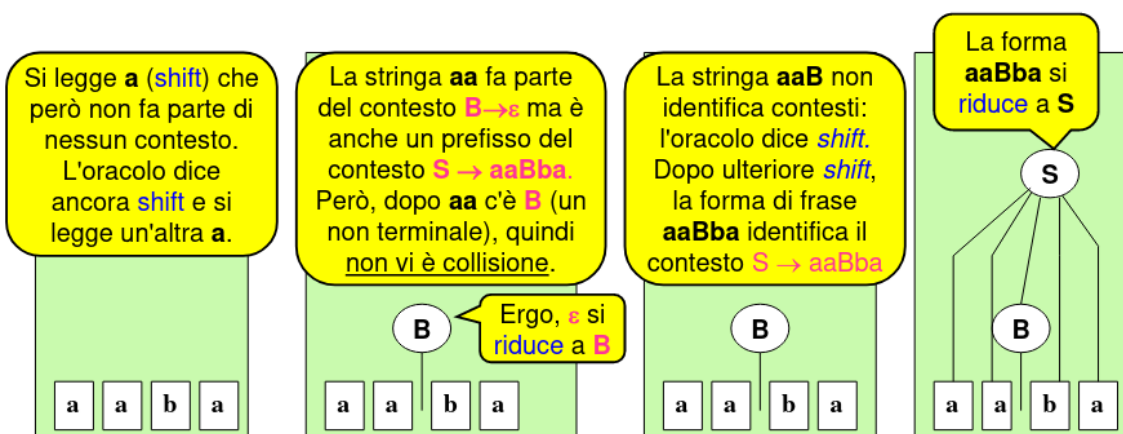 Si legge a (shift) che
però non fa parte di
nessun contesto.
L'oracolo dice
ancora shift e si
legge un'altra a.
a a b a
La stringa aa fa parte
del contesto B→ε ma è
anche un prefisso del
contesto S → aaBba.
Però, dopo aa c'è B (un
non terminale), quindi
non vi è collisione.
B
Ergo, ε si
riduce a B
a a b a
La stringa aaB non
identifica contesti:
l'oracolo dice shift.
Dopo ulteriore shift,
la forma di frase
aaBba identifica il
contesto S → aaBba
B
a a b a
La forma
aaBba si
riduce a S
S
B
a a b a